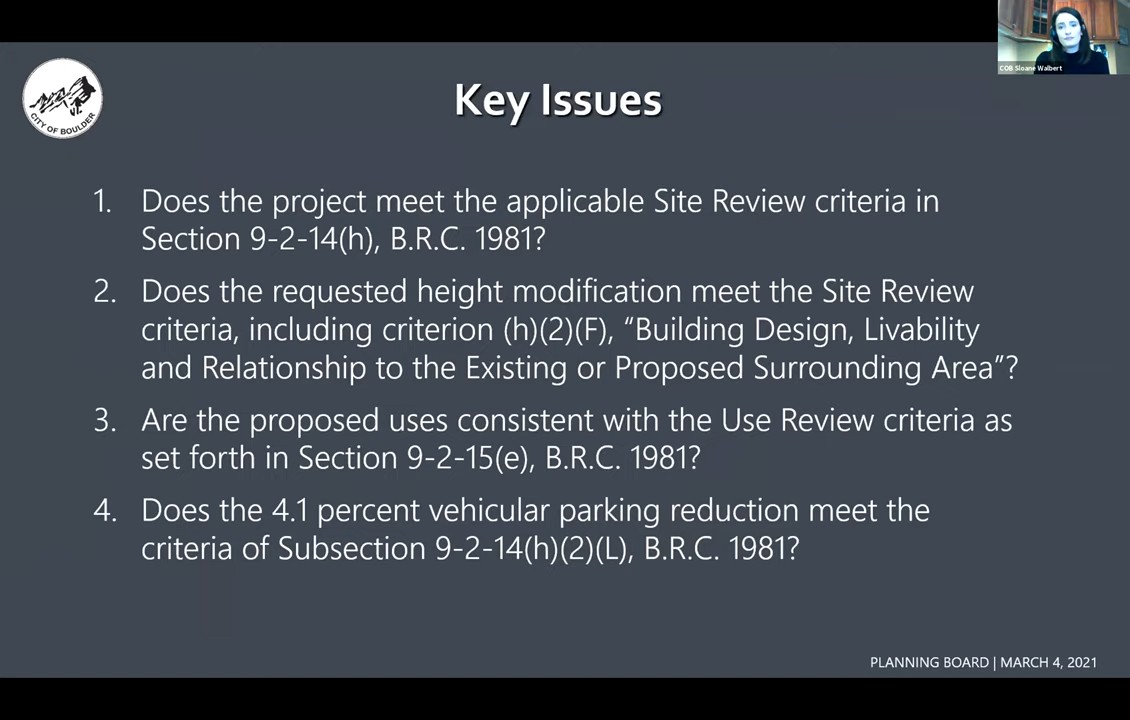 COB Sloane Walbert
CITY OF BOULDER
Key Issues
1. Does the project meet the applicable Site Review criteria in
Section 9-2-14(h), B.R.C. 1981?
2. Does the requested height modification meet the Site Review
criteria, including criterion (h)(2)(F), “Building Design, Livability
and Relationship to the Existing or Proposed Surrounding Area”?
3. Are the proposed uses consistent with the Use Review criteria as
set forth in Section 9-2-15(e), B.R.C. 1981?
4. Does the 4.1 percent vehicular parking reduction meet the
criteria of Subsection 9-2-14(h)(2)(L), B.R.C. 1981?
PLANNING BOARD | MARCH 4, 2021